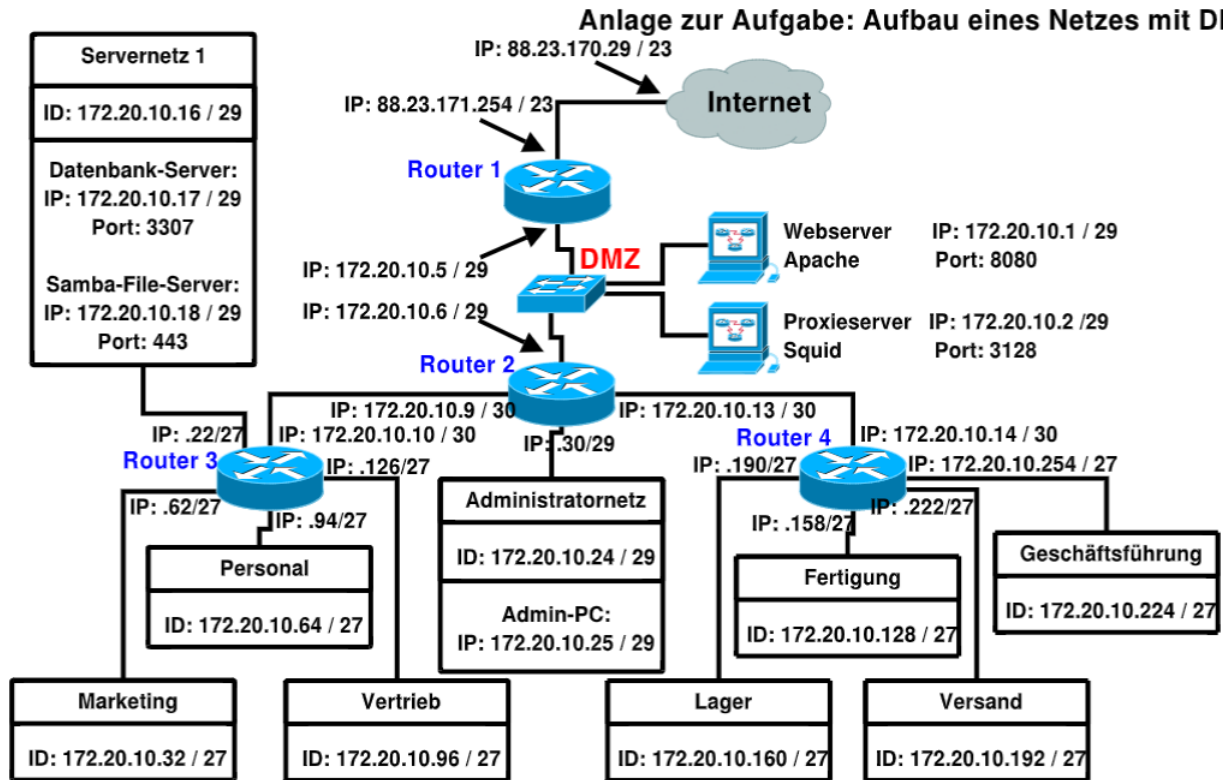 Anlage zur Aufgabe: Aufbau eines Netzes mit
Servernetz 1
ID: 172.20.10.16 / 29
Datenbank-Server:
IP: 172.20.10.17 / 29
Port: 3307
Samba-File-Server:
IP: 172.20.10.18 / 29
Port: 443
IP: 88.23.170.29 / 23
Internet
IP: 88.23.171.254 / 23
Router 1
IP: 172.20.10.5 / 29
DMZ
IP: 172.20.10.6 / 29
Webserver IP: 172.20.10.1 / 29
Apache Port: 8080
Proxieserver IP: 172.20.10.2 /29
Squid Port: 3128
Router 2
IP: 172.20.10.9 / 30
IP: 172.20.10.13 / 30
IP: .22/27
IP: 172.20.10.10 / 30
IP: .30/29
Router 4
IP: 172.20.10.14 / 30
Router 3
IP: .126/27
IP: .190/27
IP: 172.20.10.254 / 27
IP: .62/27
IP: .94/27
IP: .158/27
IP: .222/27
Administratornetz
ID: 172.20.10.24 / 29
Admin-PC:
IP: 172.20.10.25 / 29
Personal
ID: 172.20.10.64 / 27
Fertigung
ID: 172.20.10.128 / 27
Geschäftsführung
ID: 172.20.10.224 / 27
Marketing
ID: 172.20.10.32 / 27
Vertrieb
ID: 172.20.10.96 / 27
Lager
ID: 172.20.10.160 / 27
Versand
ID: 172.20.10.192 / 27